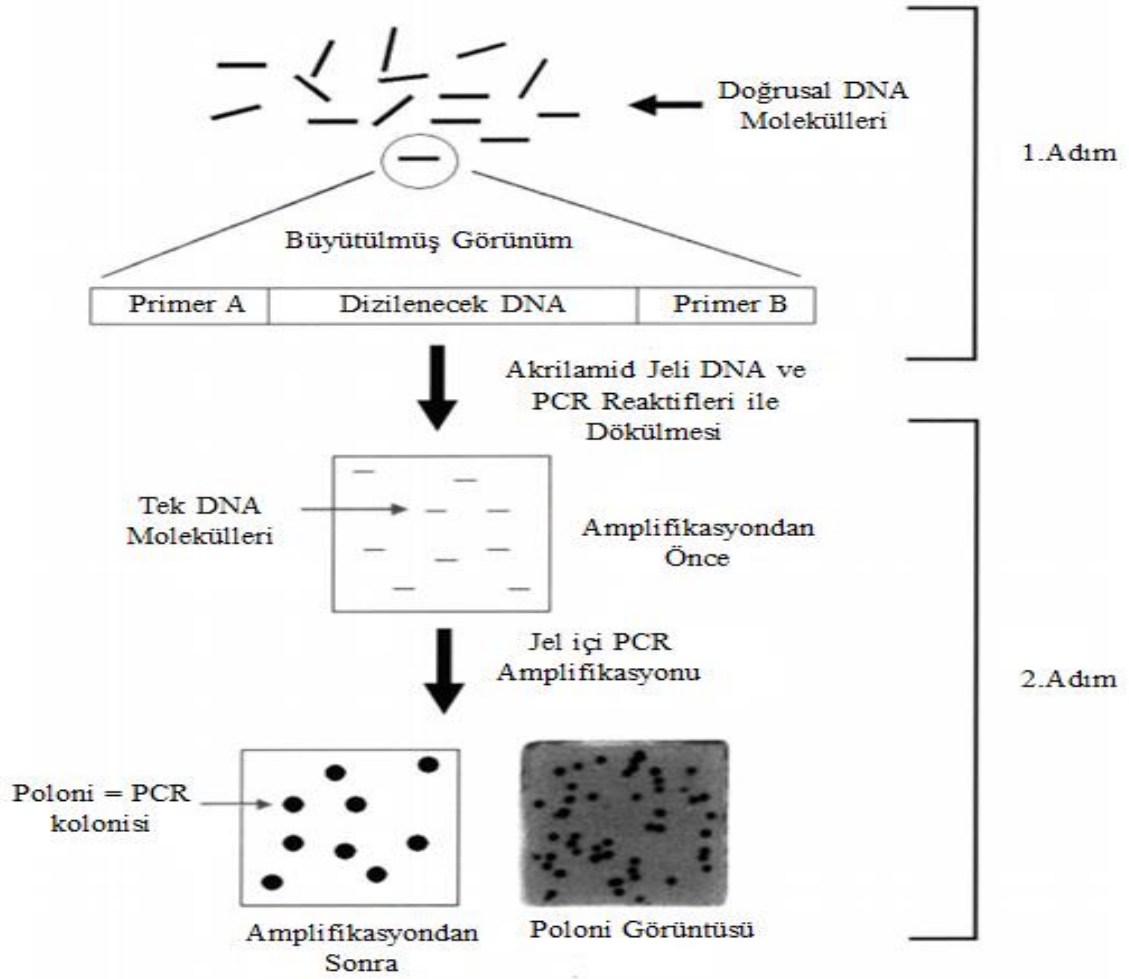 Doğrusal DNA
Molekülleri
1.Adım
Büyütülmüş Görünüm
Primer A
Dizilenecek DNA
Primer B
Akrilamid Jeli DNA ve
PCR Reaktifleri ile
Dökülmesi
Tek DNA
Molekülleri
Amplifikasyondan
Önce
Jel içi PCR
Amplifikasyonu
2.Adım
Poloni = PCR
kolonisi
Amplifikasyondan
Sonra
Poloni Görüntüsü